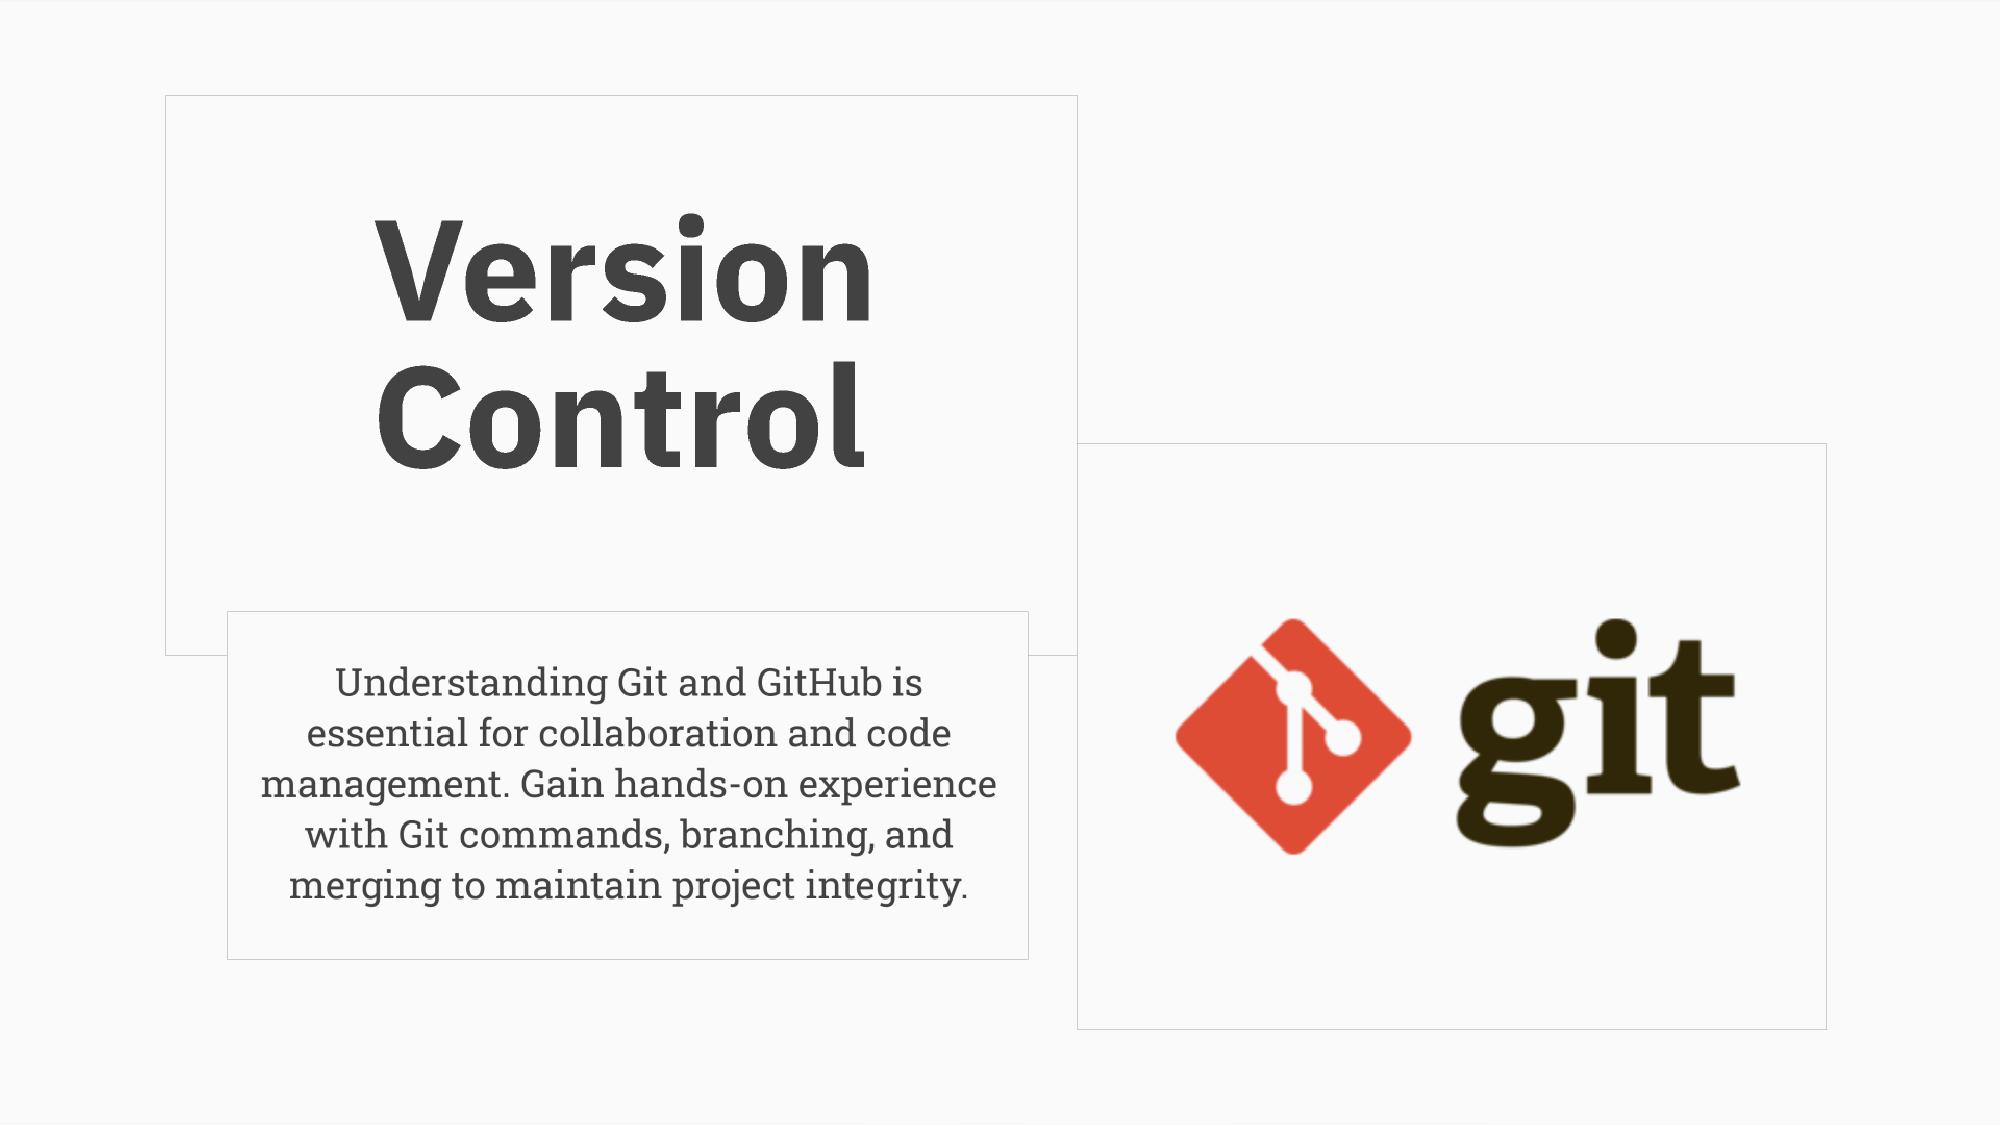 Version
Control
Understanding Git and GitHub is
essential for collaboration and code
management. Gain hands-on experience
with Git commands, branching, and
merging to maintain project integrity.
git